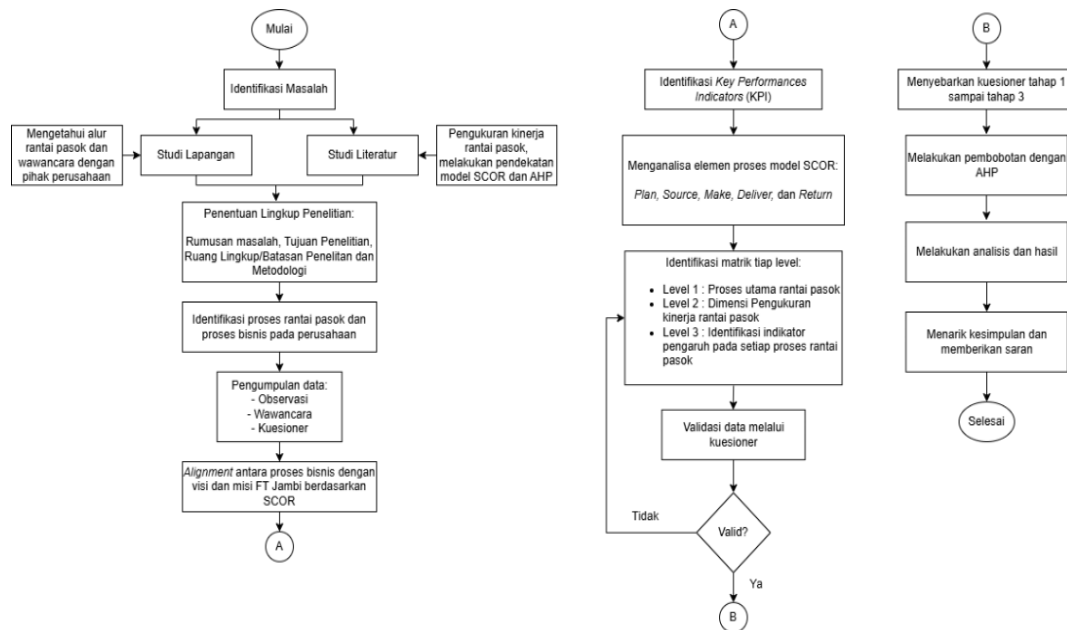 Mulai
Identifikasi Masalah
Mengetahui alur
rantai pasok dan
wawancara dengan
pihak perusahaan
Studi Lapangan
Studi Literatur
Pengukuran kinerja
rantai pasok,
melakukan pendekatan
model SCOR dan AHP
Penentuan Lingkup Penelitian:
Rumusan masalah, Tujuan Penelitian,
Ruang Lingkup/Batasan Penelitan dan
Metodologi
Identifikasi proses rantai pasok dan
proses bisnis pada perusahaan
Pengumpulan data:
- Observasi
- Wawancara
- Kuesioner
Alignment antara proses bisnis dengan
visi dan misi FT Jambi berdasarkan
SCOR
A
A
Identifikasi Key Performances
Indicators (KPI)
Menganalisa elemen proses model SCOR:
Plan, Source, Make, Deliver, dan Return
Identifikasi matrik tiap level:
• Level 1 : Proses utama rantai pasok
• Level 2 : Dimensi Pengukuran
kinerja rantai pasok
• Level 3 : Identifikasi indikator
pengaruh pada setiap proses rantai
pasok
Validasi data melalui
kuesioner
Tidak
Valid?
Ya
B
B
Menyebarkan kuesioner tahap 1
sampai tahap 3
Melakukan pembobotan dengan
AHP
Melakukan analisis dan hasil
Menarik kesimpulan dan
memberikan saran
Selesai